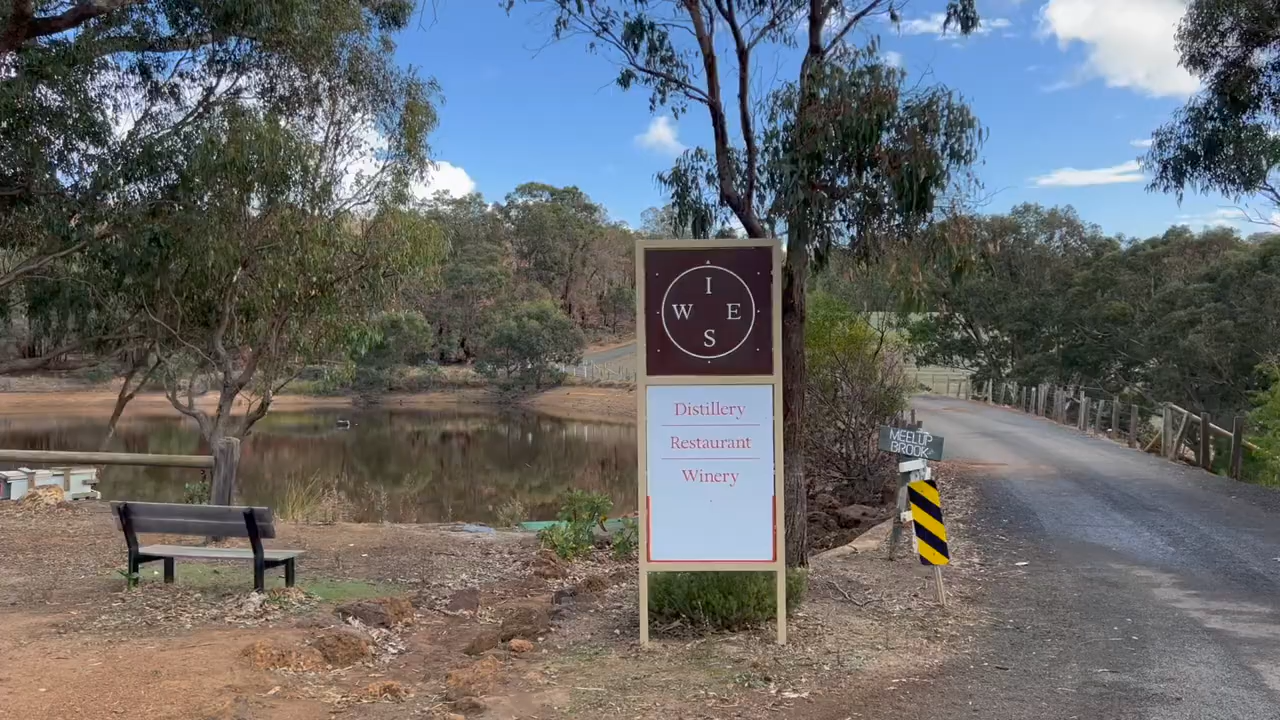 I
W E
S
Distillery
Restaurant
Winery
MEELUP
BROOK